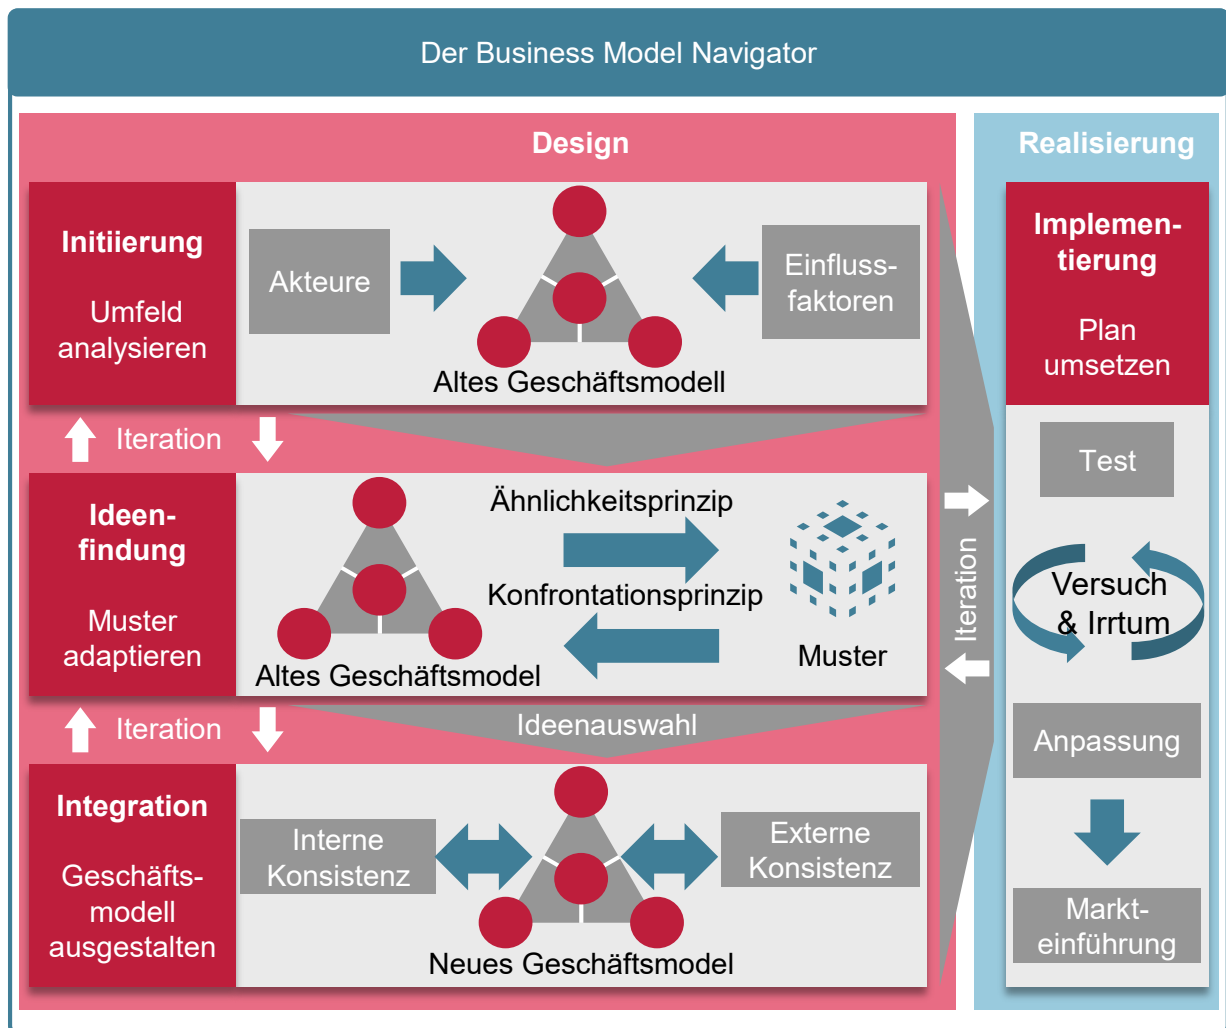 Der Business Model Navigator
Design
Initiierung
Umfeld
analysieren
Akteure
Einfluss-
faktoren
Altes Geschäftsmodell
Iteration
Ideen-
findung
Muster
adaptieren
Altes Geschäftsmodell
Ähnlichkeitsprinzip
Konfrontationsprinzip
Muster
Iteration
Ideenauswahl
Integration
Geschäfts-
modell
ausgestalten
Interne
Konsistenz
Externe
Konsistenz
Neues Geschäftsmodell
Iteration
Realisierung
Implemen-
tierung
Plan
umsetzen
Test
Versuch
& Irrtum
Anpassung
Markt-
einführung